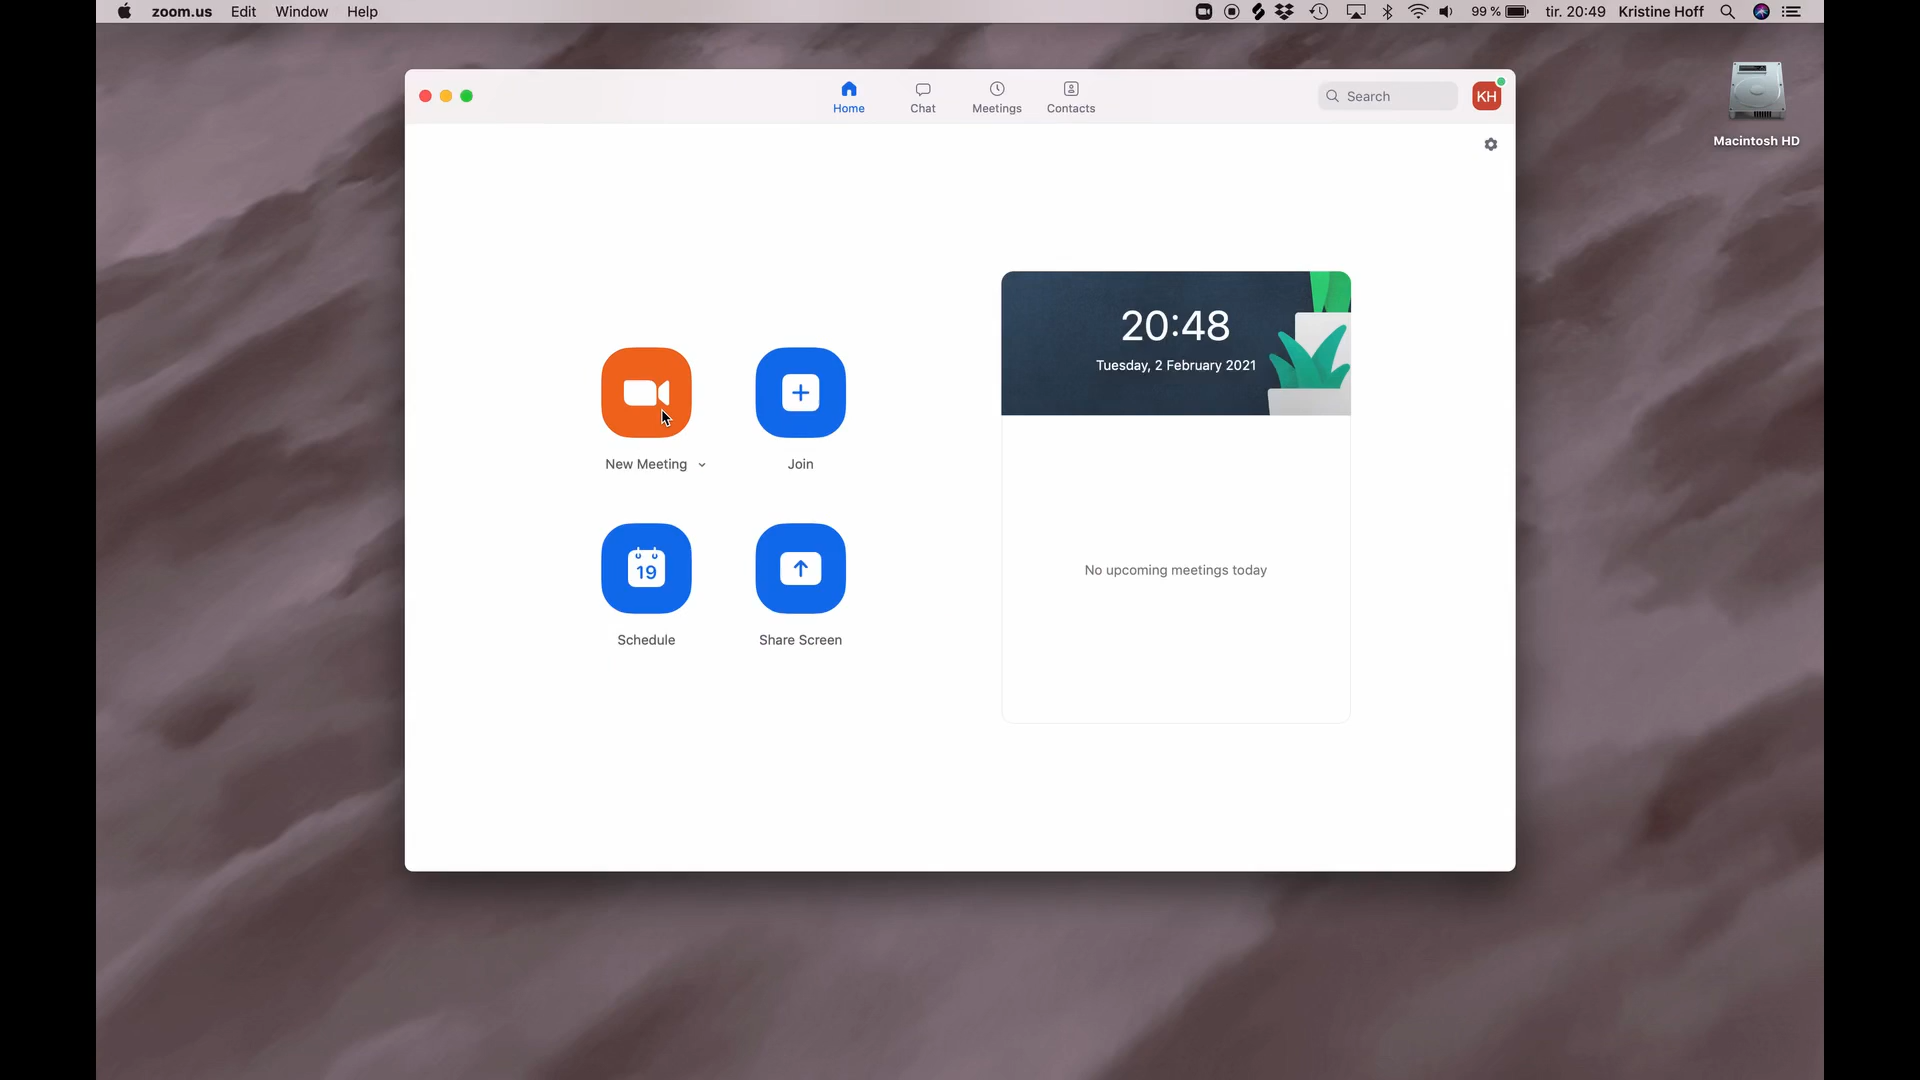 zoom.us Edit Window Help
99 % tir. 20:49 Kristine Hoff
Home Chat Meetings Contacts
Search
KH
Macintosh HD
20:48
Tuesday, 2 February 2021
New Meeting
Join
19
Schedule
Share Screen
No upcoming meetings today